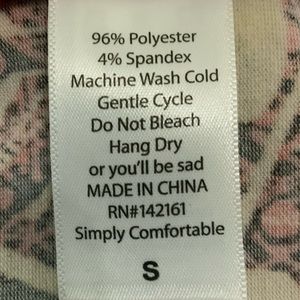 96% Polyester
4% Spandex
Machine Wash Cold
Gentle Cycle
Do Not Bleach
Hang Dry
or you'll be sad
MADE IN CHINA
RN#142161
Simply Comfortable
S